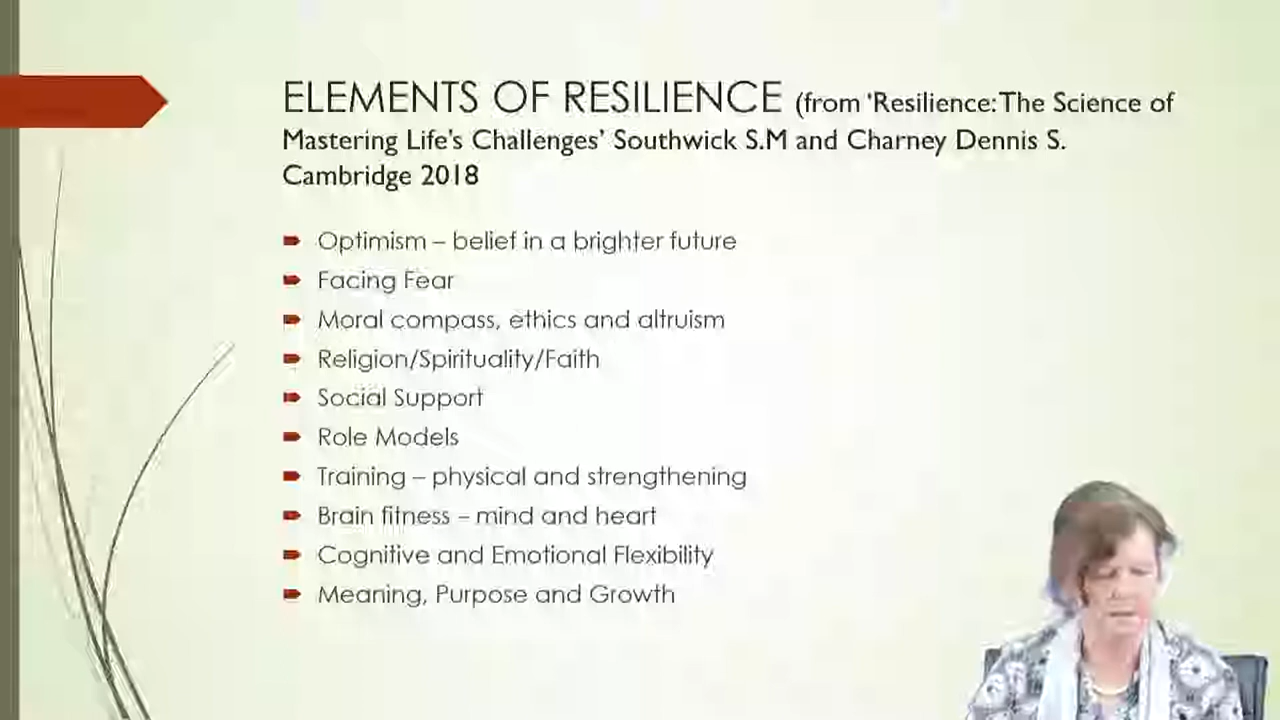 ELEMENTS OF RESILIENCE (from ‘Resilience: The Science of
Mastering Life’s Challenges’ Southwick S.M and Charney Dennis S.
Cambridge 2018
Optimism – belief in a brighter future
Facing Fear
Moral compass, ethics and altruism
Religion/Spirituality/Faith
Social Support
Role Models
Training – physical and strengthening
Brain fitness – mind and heart
Cognitive and Emotional Flexibility
Meaning, Purpose and Growth